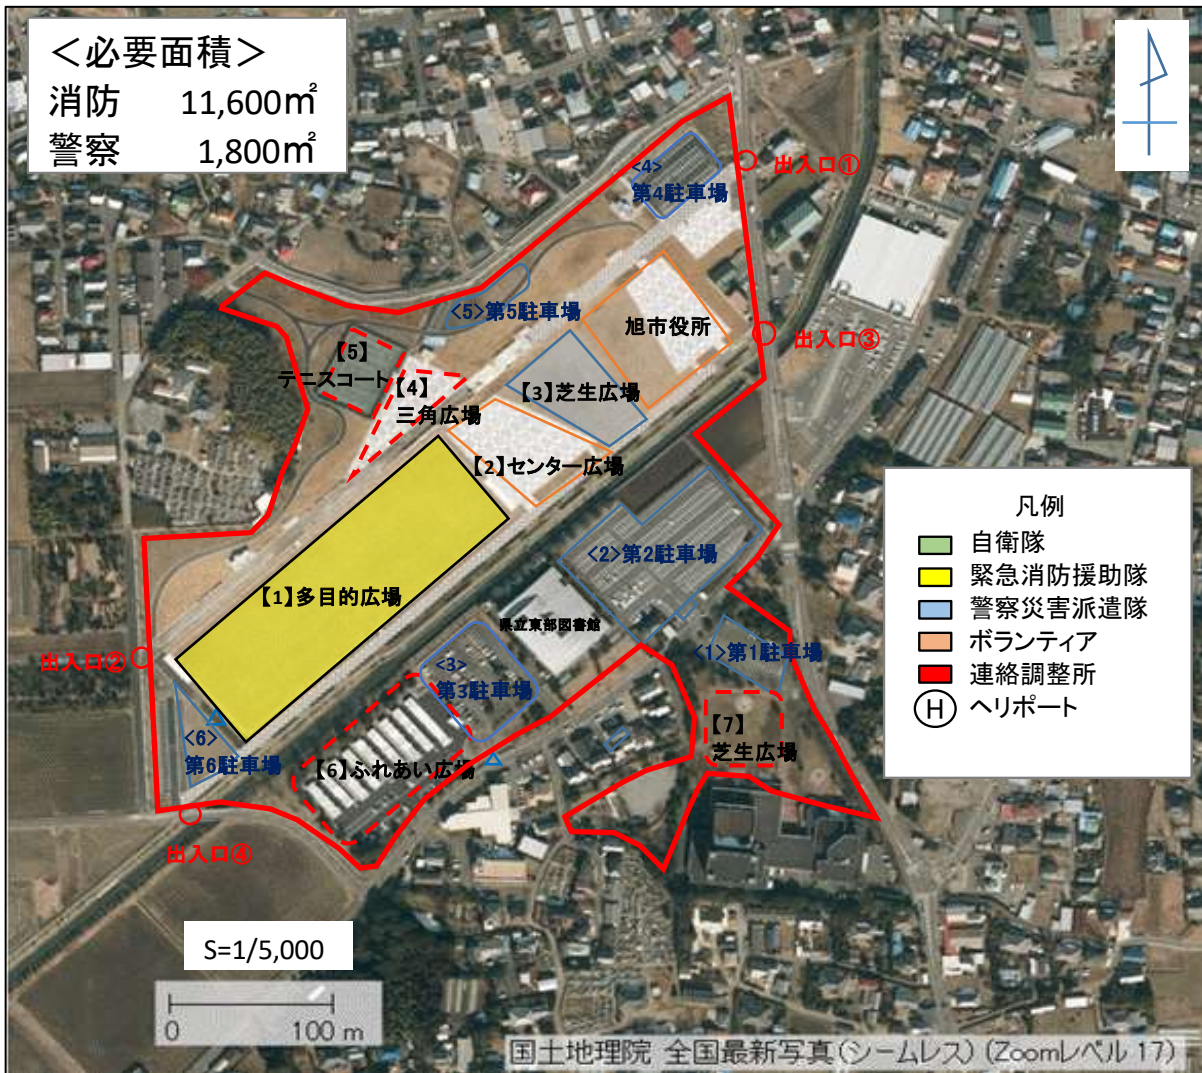 <必要面積>
消防 11,600㎡
警察 1,800㎡
<4>
第4駐車場
出入口①
<5>第5駐車場
旭市役所
出入口③
【5】
テニスコート
【4】
三角広場
【3】芝生広場
【2】センター広場
凡例
自衛隊
緊急消防援助隊
警察災害派遣隊
ボランティア
連絡調整所
H ヘリポート
<2>第2駐車場
【1】多目的広場
県立東部図書館
出入口②
<3>
第3駐車場
<1>第1駐車場
【7】
芝生広場
<6>
第6駐車場
【6】ふれあい広場
出入口④
S=1/5,000
0 100 m
国土地理院 全国最新写真(シームレス) (Zoomレベル 17)